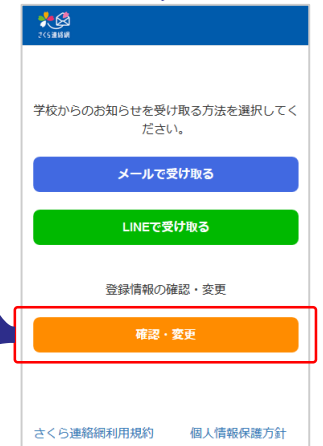 さくら連絡網
学校からのお知らせを受け取る方法を選択してく
ださい。
メールで受け取る
LINEで受け取る
登録情報の確認・変更
確認・変更
さくら連絡網利用規約 個人情報保護方針